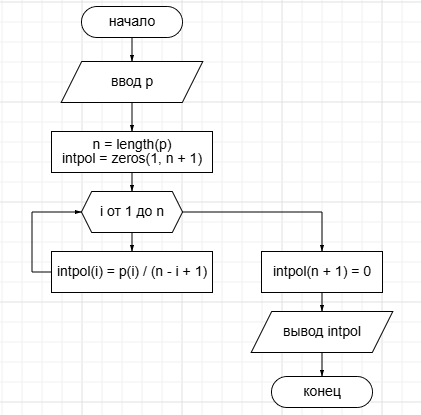 начало
ввод p
n = length(p)
intpol = zeros(1, n + 1)
i от 1 до n
intpol(i) = p(i) / (n - i + 1)
intpol(n + 1) = 0
вывод intpol
конец